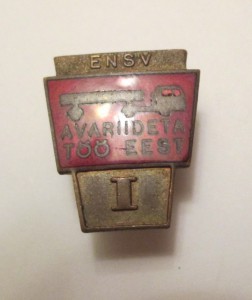 ENSV
AVARIIDETA
TÖÖ EEST
I